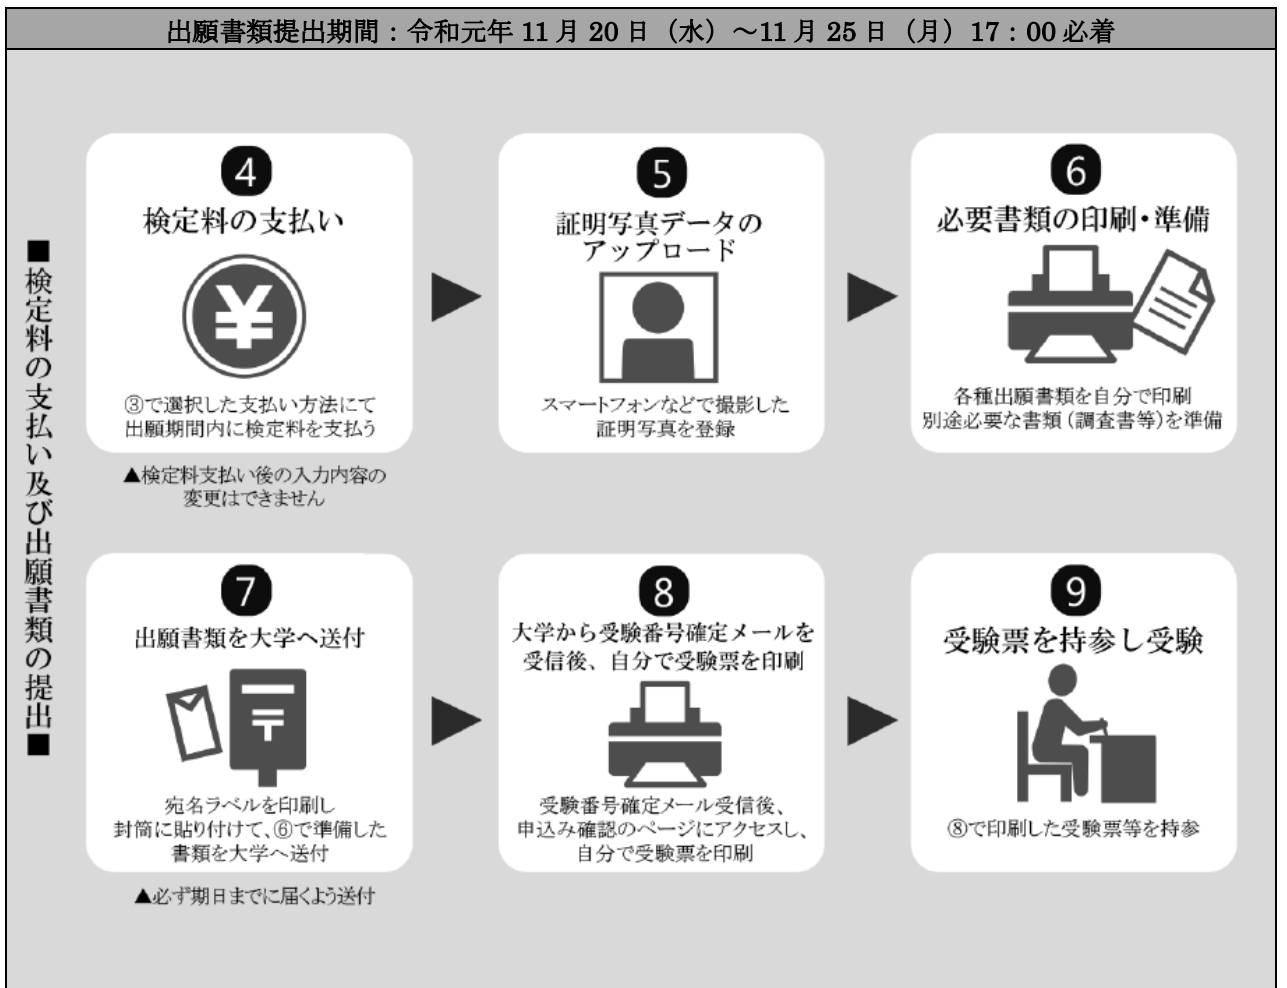 出願書類提出期間：令和元年 11 月 20 日（水）～11 月 25 日（月）17：00 必着
■検定料の支払い及び出願書類の提出■
4
検定料の支払い
¥
③で選択した支払い方法にて
出願期間内に検定料を支払う
▲検定料支払い後の入力内容の
変更はできません
5
証明写真データの
アップロード
スマートフォンなどで撮影した
証明写真を登録
6
必要書類の印刷・準備
各種出願書類を自分で印刷
別途必要な書類（調査書等）を準備
7
出願書類を大学へ送付
〒
宛名ラベルを印刷し
封筒に貼り付けて、⑥で準備した
書類を大学へ送付
▲必ず期日までに届くよう送付
8
大学から受験番号確定メールを
受信後、自分で受験票を印刷
受験番号確定メール受信後、
申込み確認のページにアクセスし、
自分で受験票を印刷
9
受験票を持参し受験
⑧で印刷した受験票等を持参